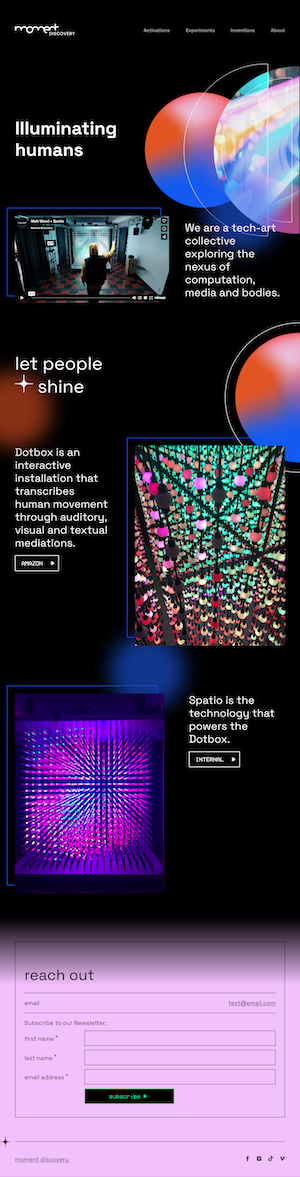 moment
DISCOVERY
Activations
Experiments
Inventions
About
Illuminating
humans
Matt Wood + Spatio
We are a tech-art
collective
exploring the
nexus of
computation,
media and bodies.
let people
shine
Dotbox is an
interactive
installation that
transcribes
human movement
through auditory,
visual and textual
mediations.
AMAZON
Spatio is the
technology that
powers the
Dotbox.
INTERNAL
reach out
email
test@email.com
Subscribe to our Newsletter:
first name *
last name *
email address *
subscribe
moment discovery